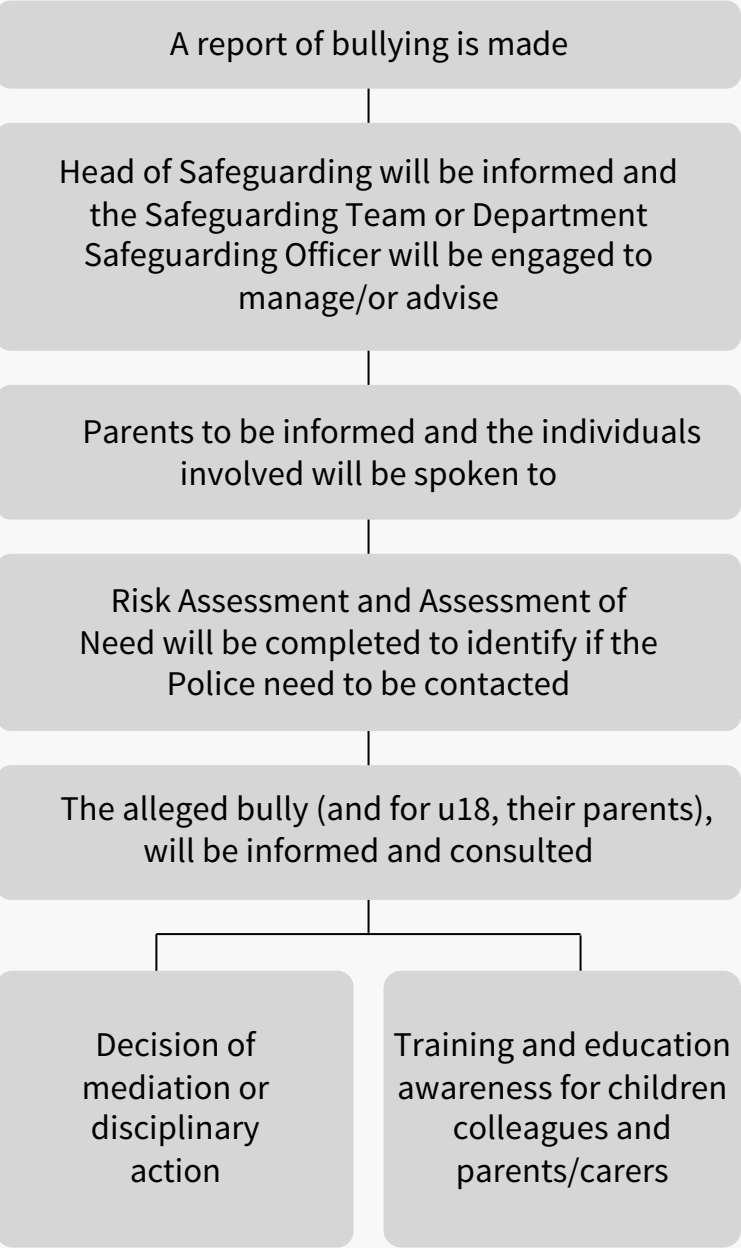 A report of bullying is made
Head of Safeguarding will be informed and
the Safeguarding Team or Department
Safeguarding Officer will be engaged to
manage/or advise
Parents to be informed and the individuals
involved will be spoken to
Risk Assessment and Assessment of
Need will be completed to identify if the
Police need to be contacted
The alleged bully (and for u18, their parents),
will be informed and consulted
Decision of
mediation or
disciplinary
action
Training and education
awareness for children
colleagues and
parents/carers